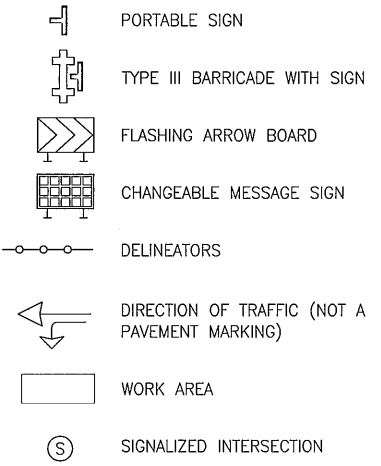 PORTABLE SIGN
TYPE III BARRICADE WITH SIGN
FLASHING ARROW BOARD
CHANGEABLE MESSAGE SIGN
DELINEATORS
DIRECTION OF TRAFFIC (NOT A
PAVEMENT MARKING)
WORK AREA
S SIGNALIZED INTERSECTION